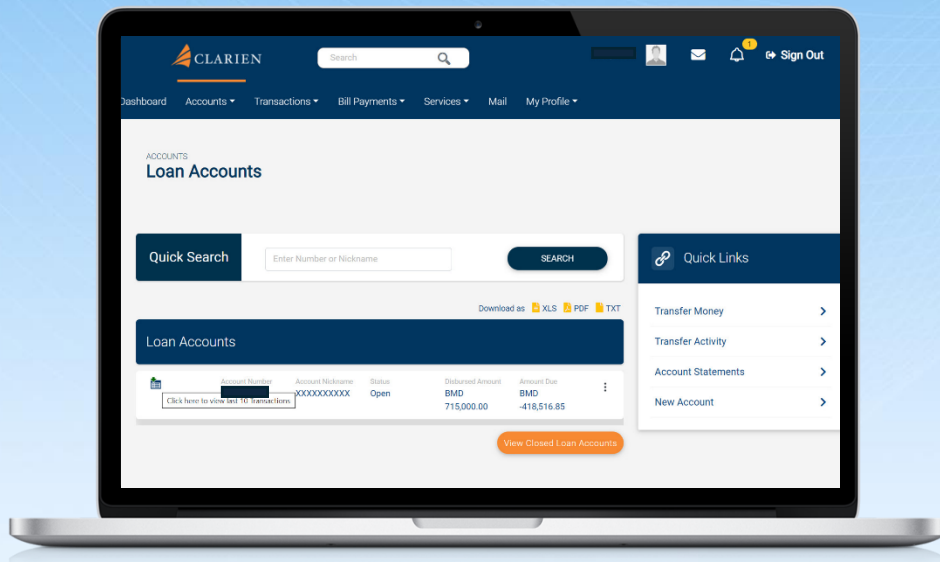 CLARIEN
Search
1
Sign Out
Dashboard Accounts Transactions Bill Payments Services Mail My Profile
ACCOUNTS
Loan Accounts
Quick Search
Enter Number or Nickname
SEARCH
Quick Links
Download as XLS PDF TXT
Transfer Money
Transfer Activity
Account Statements
New Account
Loan Accounts
Account Number Account Nickname Status Disbursed Amount Amount Due
XXXXXXXXXX Open BMD BMD
Click here to view last 10 Transactions
715,000.00 -418,516.85
View Closed Loan Accounts